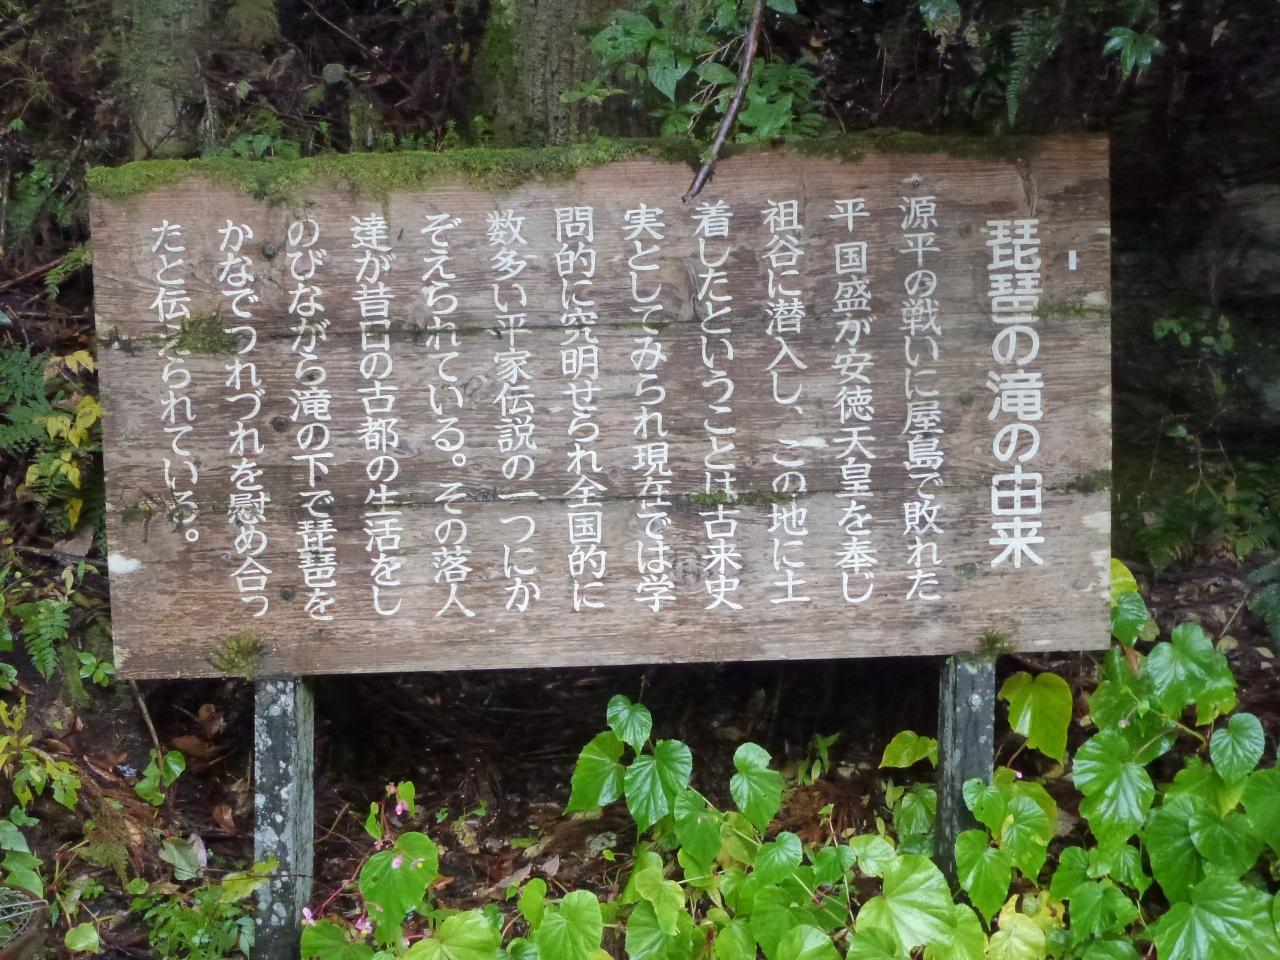 琵琶の滝の由来
源平の戦いに屋島で敗れた
平国盛が安徳天皇を奉じ
祖谷に潜入し、この地に土
着したということは古来史
実としてみられ現在では学
問的に究明せられ全国的に
数多い平家伝説の一つにか
ぞえられている。その落人
達が昔日の古都の生活をし
のびながら滝の下で琵琶を
かなでつれづれを慰め合っ
たと伝えられている。